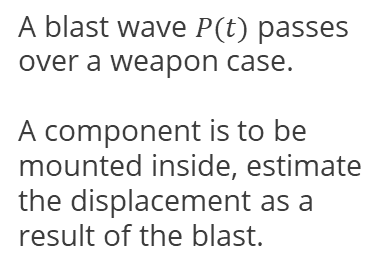 A blast wave P(t) passes
over a weapon case.
A component is to be
mounted inside, estimate
the displacement as a
result of the blast.